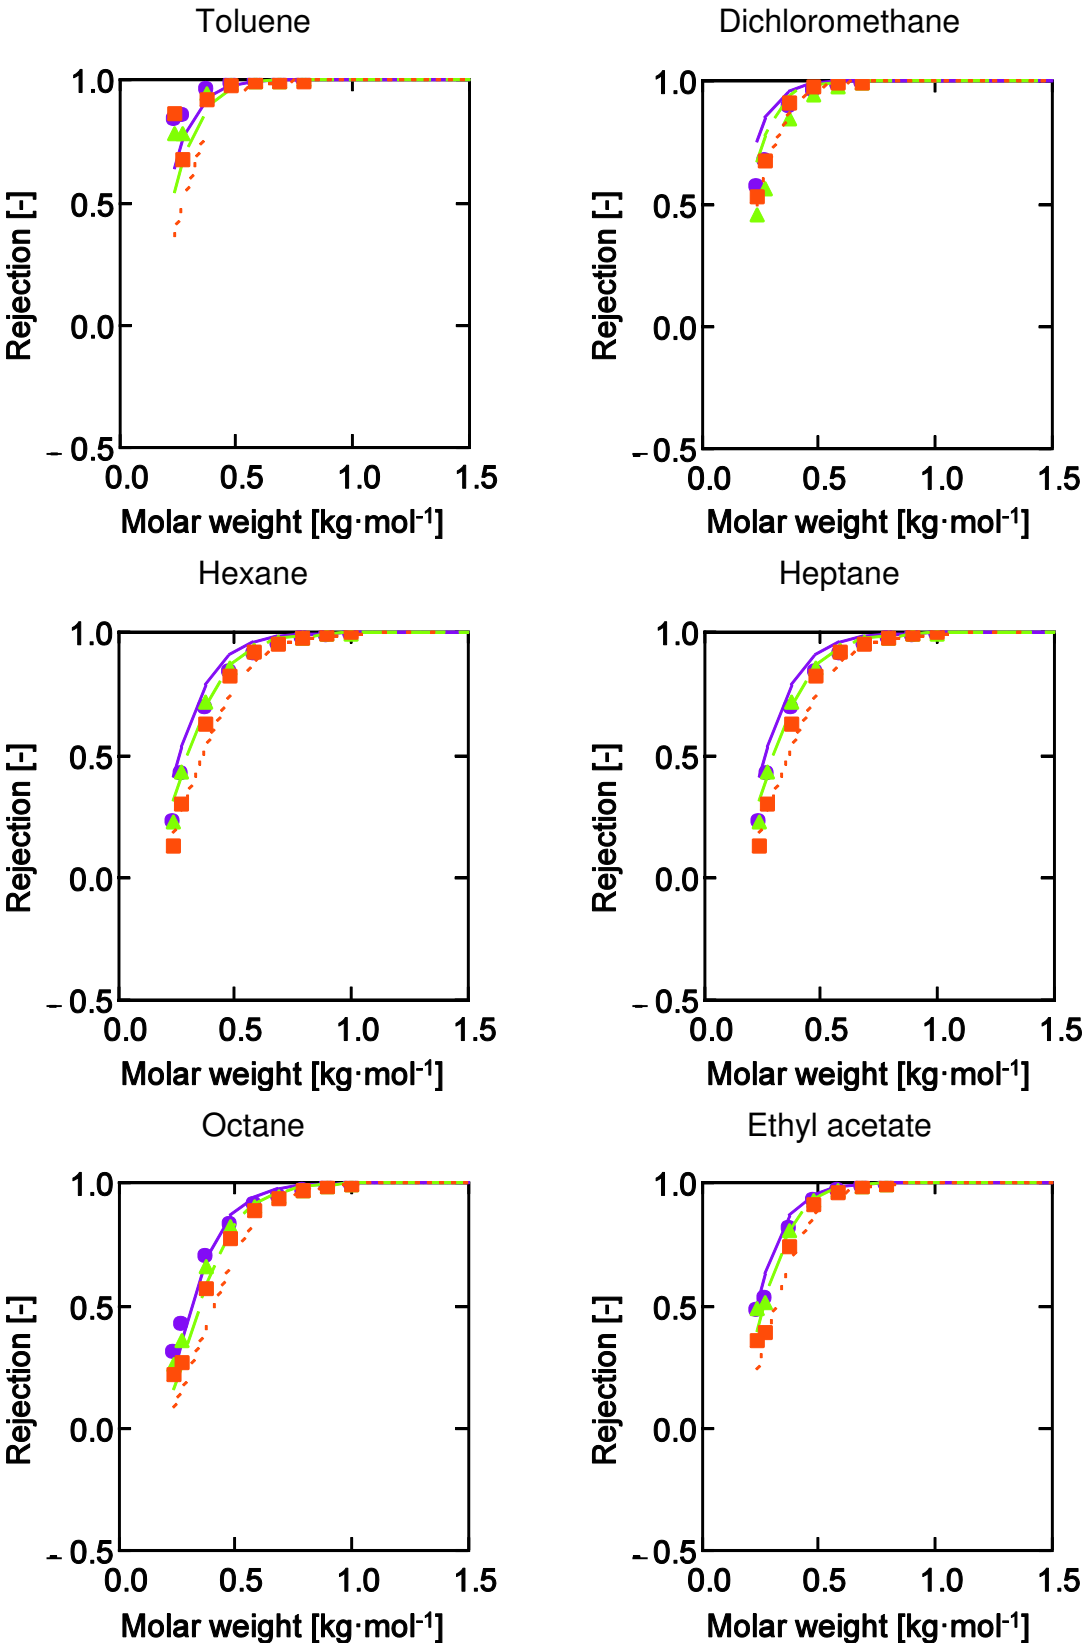 Toluene
Dichloromethane
1.0
0.5
0.0
- 0.5
Rejection [-]
0.0 0.5 1.0 1.5
Molar weight [kg·mol-1]
1.0
0.5
0.0
- 0.5
Rejection [-]
0.0 0.5 1.0 1.5
Molar weight [kg·mol-1]
Hexane
Heptane
1.0
0.5
0.0
- 0.5
Rejection [-]
0.0 0.5 1.0 1.5
Molar weight [kg·mol-1]
1.0
0.5
0.0
- 0.5
Rejection [-]
0.0 0.5 1.0 1.5
Molar weight [kg·mol-1]
Octane
Ethyl acetate
1.0
0.5
0.0
- 0.5
Rejection [-]
0.0 0.5 1.0 1.5
Molar weight [kg·mol-1]
1.0
0.5
0.0
- 0.5
Rejection [-]
0.0 0.5 1.0 1.5
Molar weight [kg·mol-1]